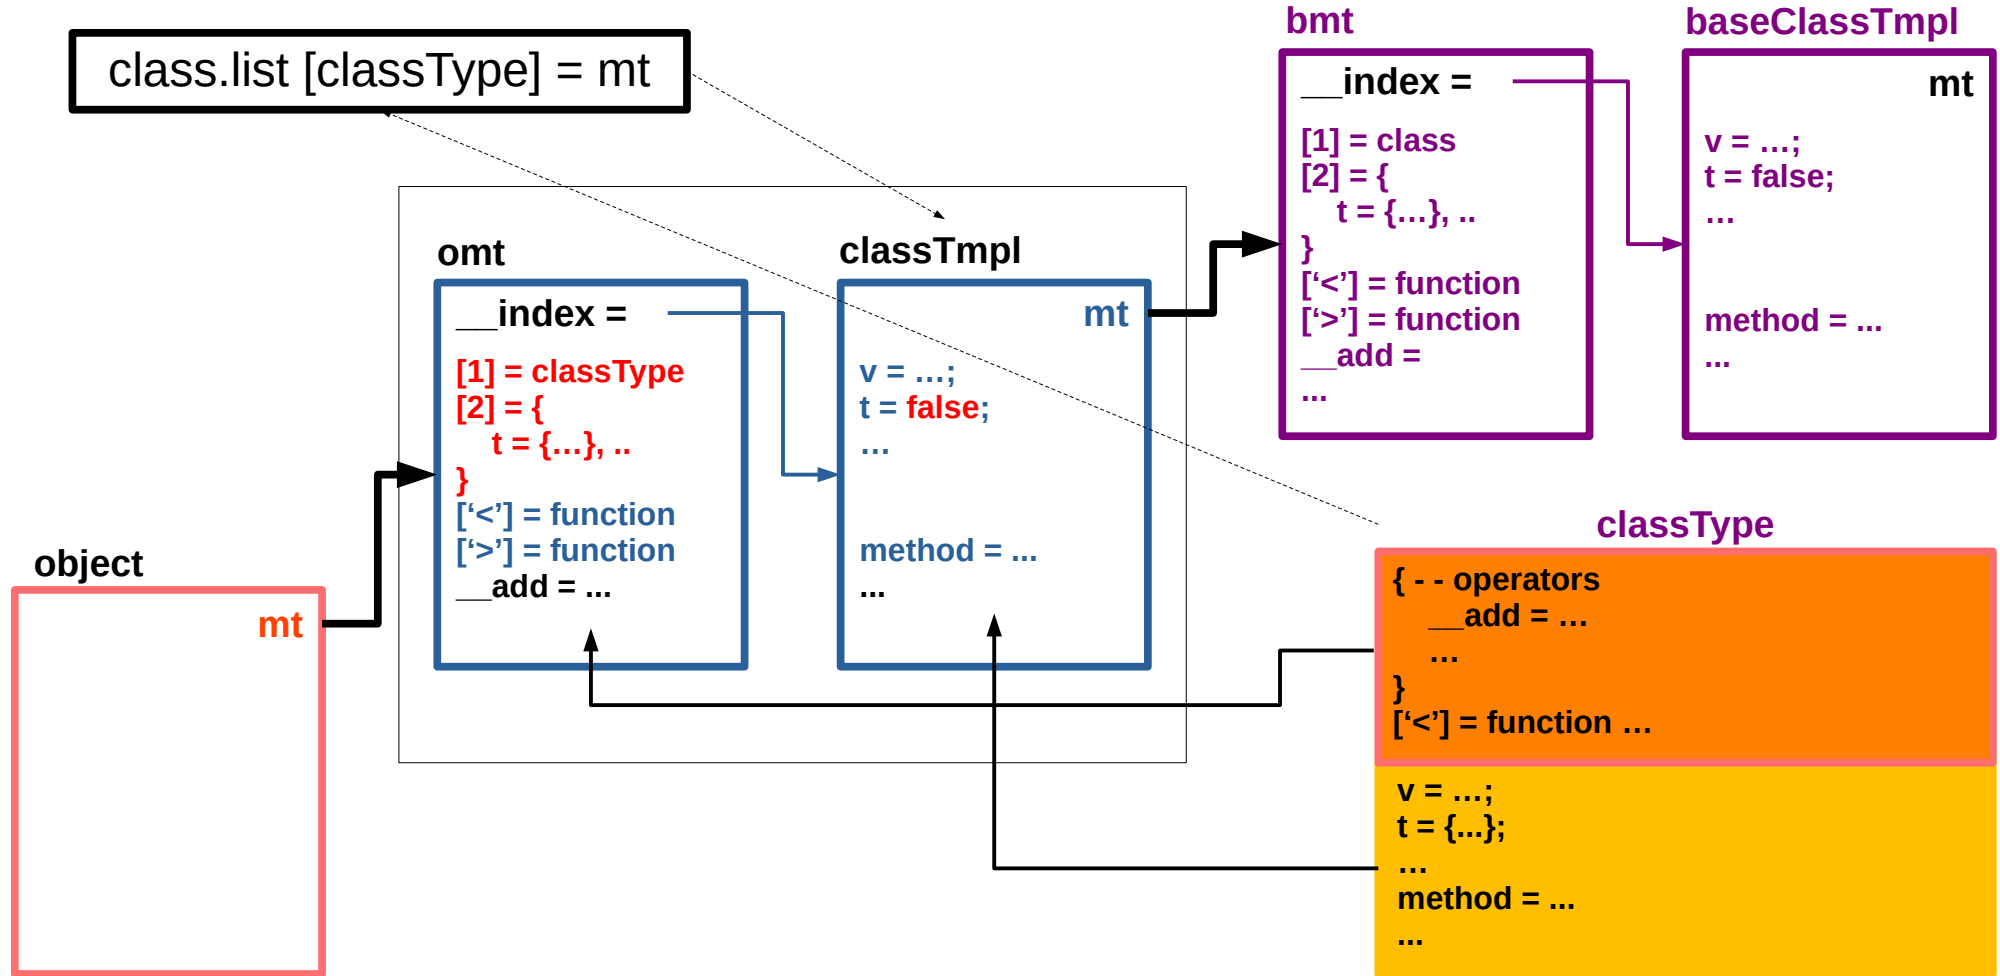 class.list [classType] = mt
bmt
__index =
[1] = class
[2] = {
t = {…}, ..
}
[‘<’] = function
[‘>’] = function
__add =
...
baseClassTmpl
mt
v = …;
t = false;
…
method = ...
...
omt
__index =
[1] = classType
[2] = {
t = {…}, ..
}
[‘<’] = function
[‘>’] = function
__add = ...
classTmpl
mt
v = …;
t = false;
…
method = ...
...
object
mt
classType
{ - - operators
__add = …
…
}
[‘<’] = function …
v = …;
t = {...};
…
method = ...
...